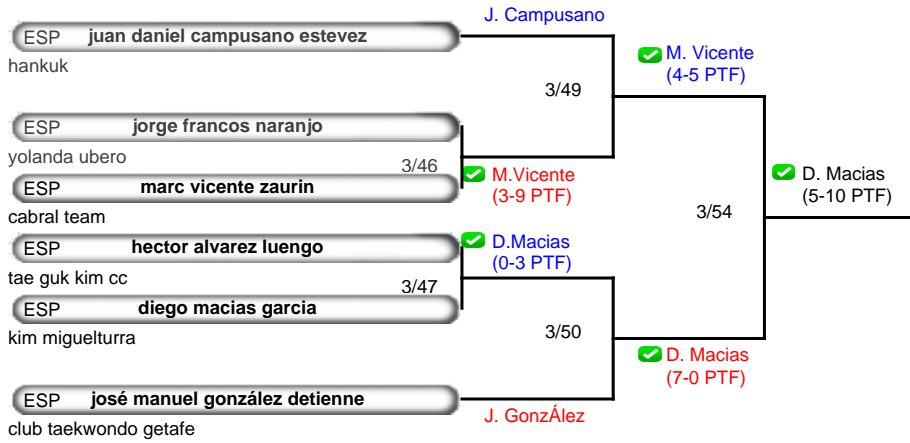 J. Campusano
ESP juan daniel campusano estevez
hankuk
M. Vicente
(4-5 PTF)
3/49
ESP jorge francos naranjo
yolanda ubero
3/46
M.Vicente
(3-9 PTF)
ESP marc vicente zaurin
cabral team
D. Macias
(5-10 PTF)
3/54
ESP hector alvarez luengo
D.Macias
(0-3 PTF)
tae guk kim cc
3/47
ESP diego macias garcia
kim miguelturra
3/50
D. Macias
(7-0 PTF)
ESP josé manuel gonzález detienne
J. GonzÁlez
club taekwondo getafe